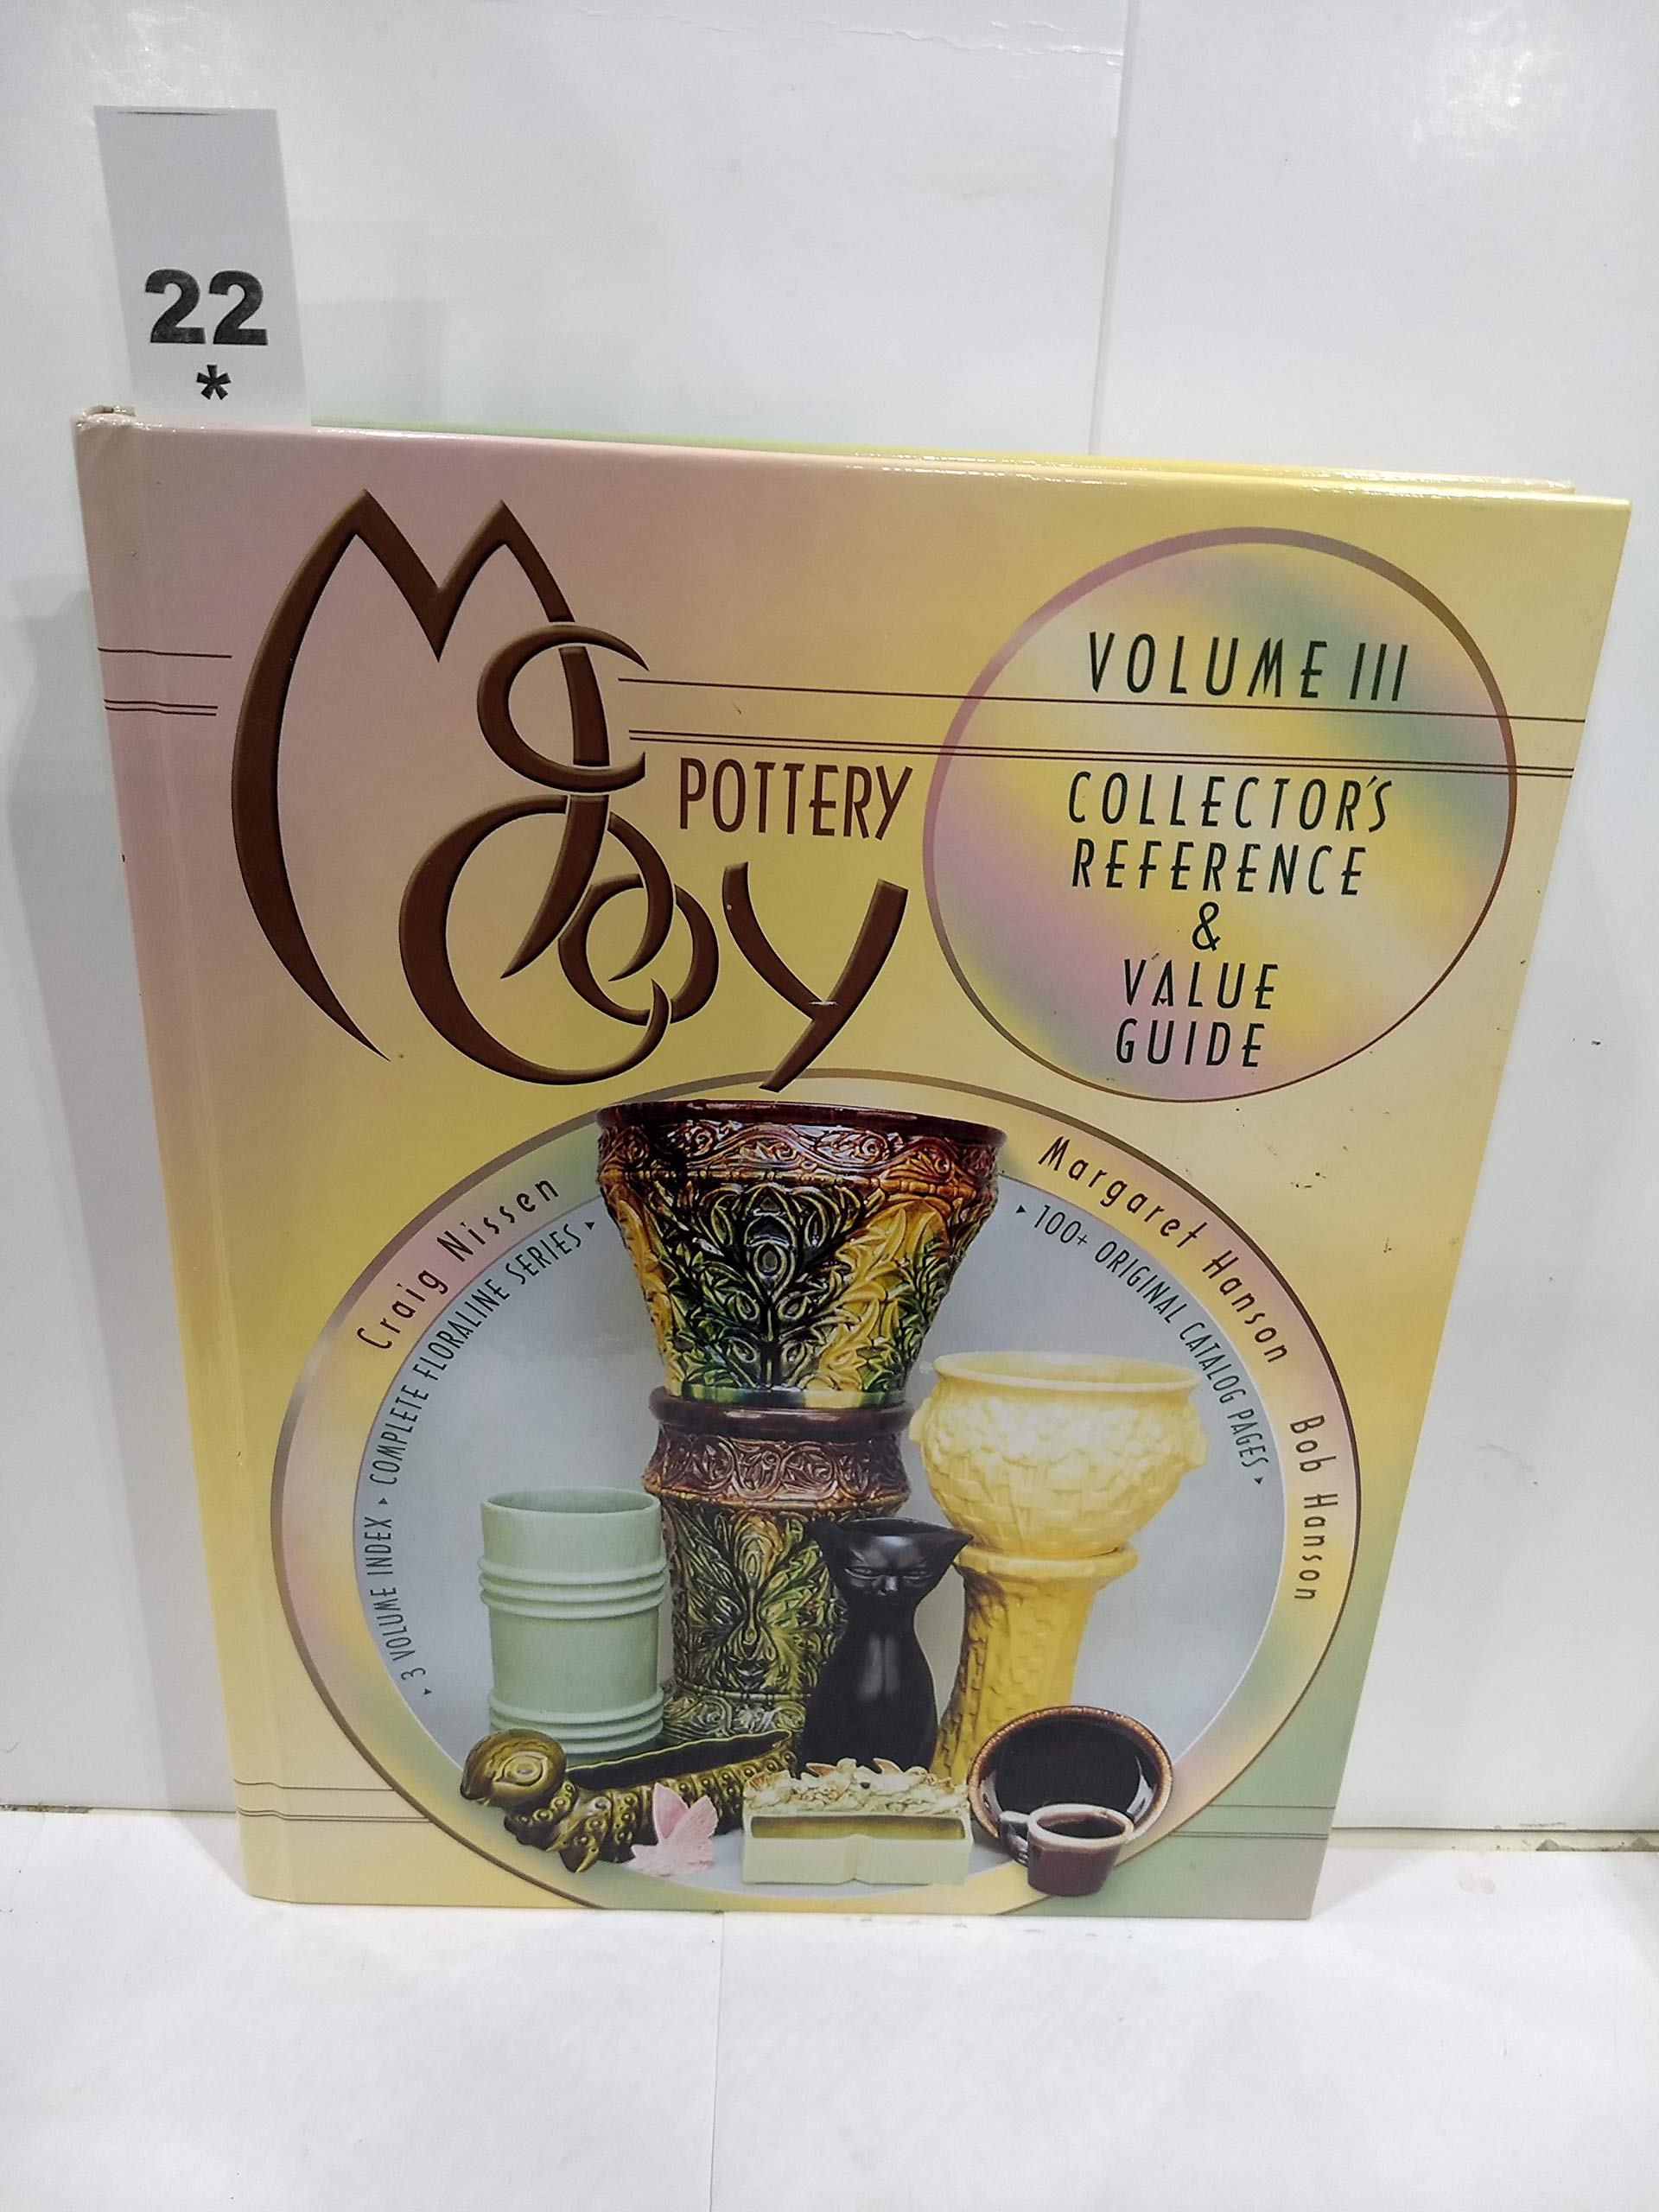 22
*
McCoy
POTTERY
VOLUME III
COLLECTOR'S
REFERENCE
&
VALUE
GUIDE
Craig Nissen
Margaret Hanson
Bob Hanson
▸ 3 VOLUME INDEX ▸ COMPLETE FLORALINE SERIES ▸
▸ 100+ ORIGINAL CATALOG PAGES ▸